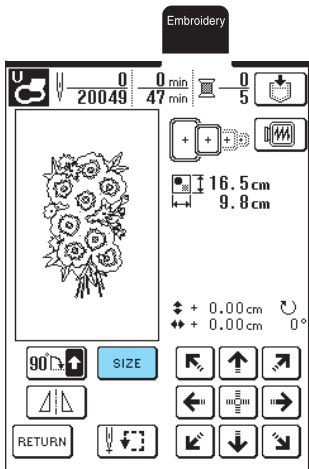 Embroidery
U
0 0 min 0
20049 47 min 5
16.5cm
9.8cm
+ 0.00cm
+ 0.00cm 0°
90° SIZE
RETURN